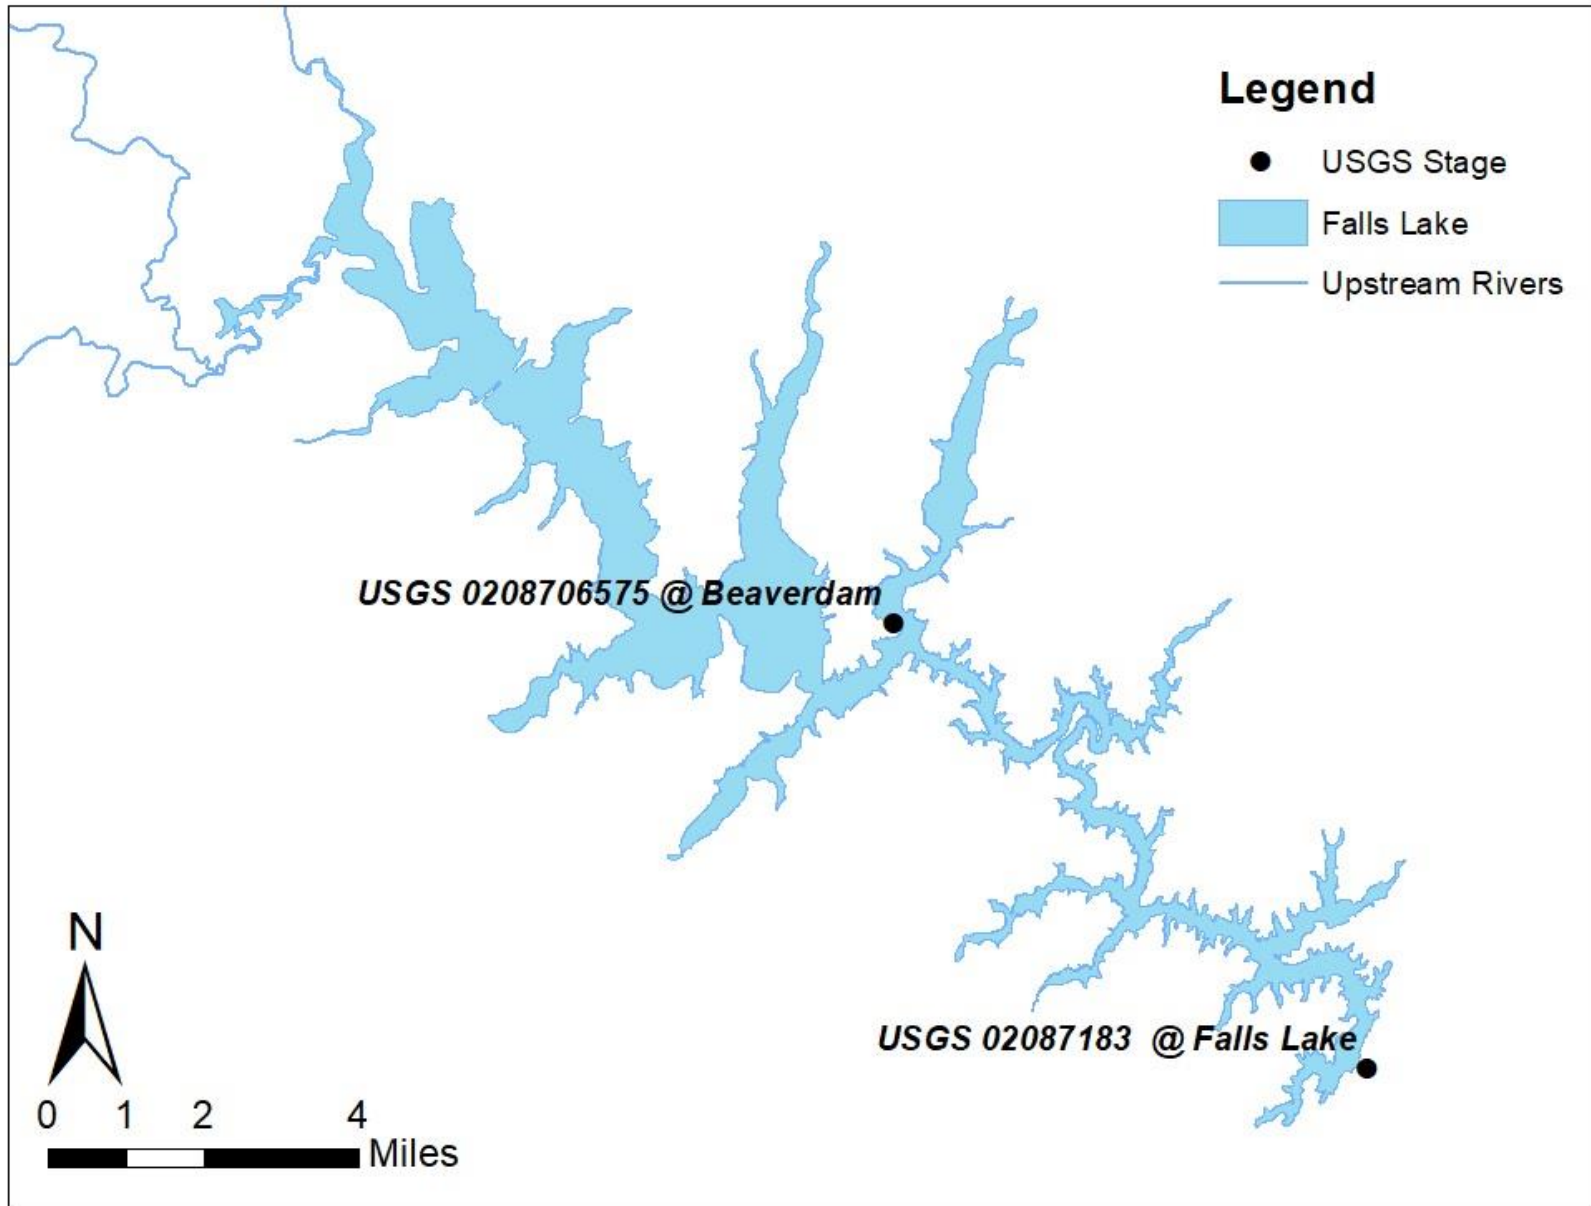 Legend
USGS Stage
Falls Lake
Upstream Rivers
USGS 0208706575 @ Beaverdam
USGS 02087183 @ Falls Lake
N
0 1 2 4
Miles